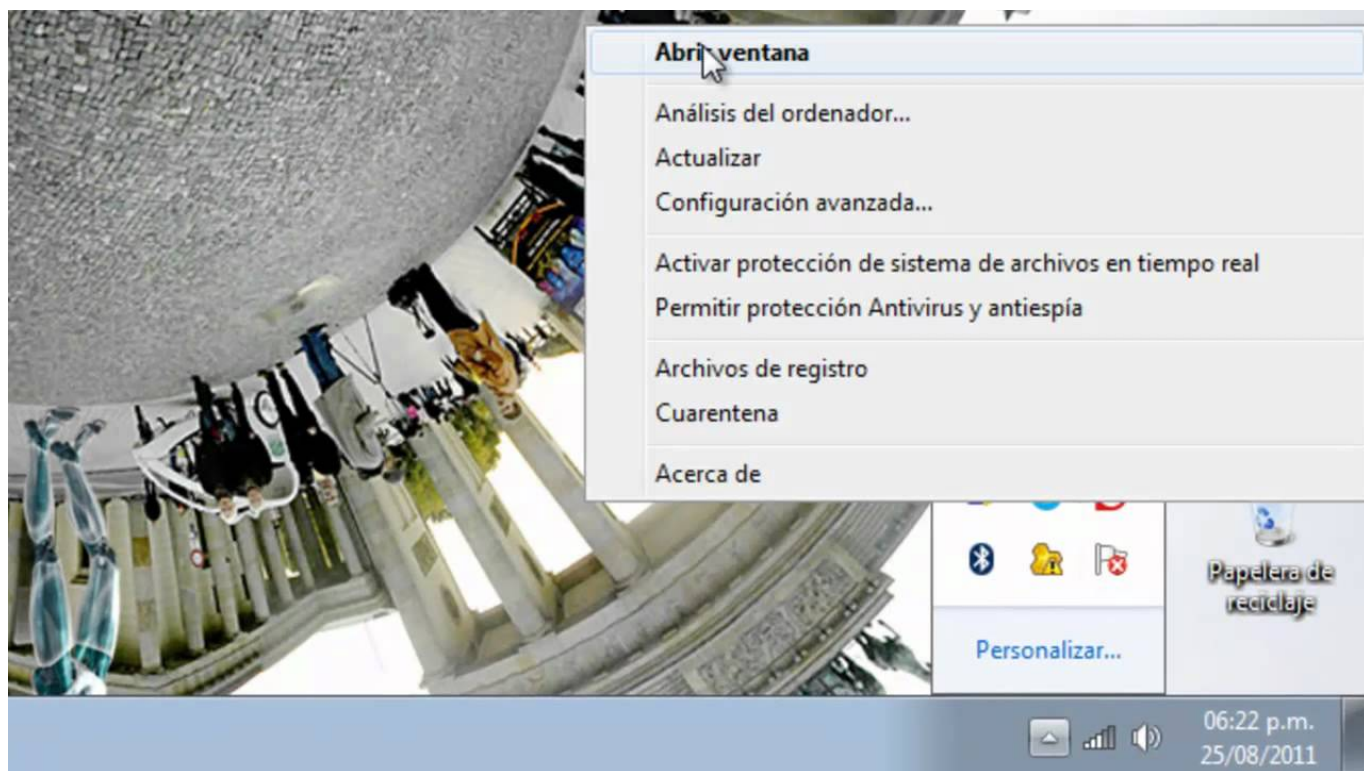 Abrir ventana
Análisis del ordenador...
Actualizar
Configuración avanzada...
Activar protección de sistema de archivos en tiempo real
Permitir protección Antivirus y antiespía
Archivos de registro
Cuarentena
Acerca de
Papelera de
reciclaje
Personalizar...
06:22 p.m.
25/08/2011